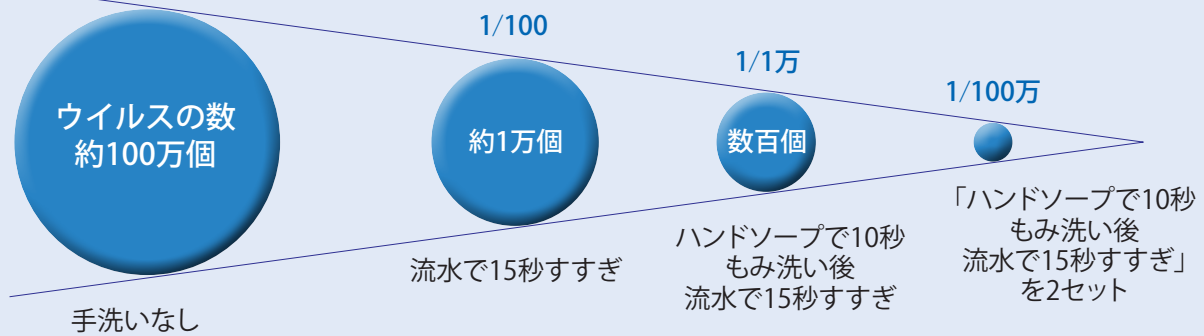 ウイルスの数
約100万個
手洗いなし
1/100
約1万個
流水で15秒すすぎ
1/1万
数百個
ハンドソープで10秒
もみ洗い後
流水で15秒すすぎ
1/100万
「ハンドソープで10秒
もみ洗い後
流水で15秒すすぎ」
を2セット